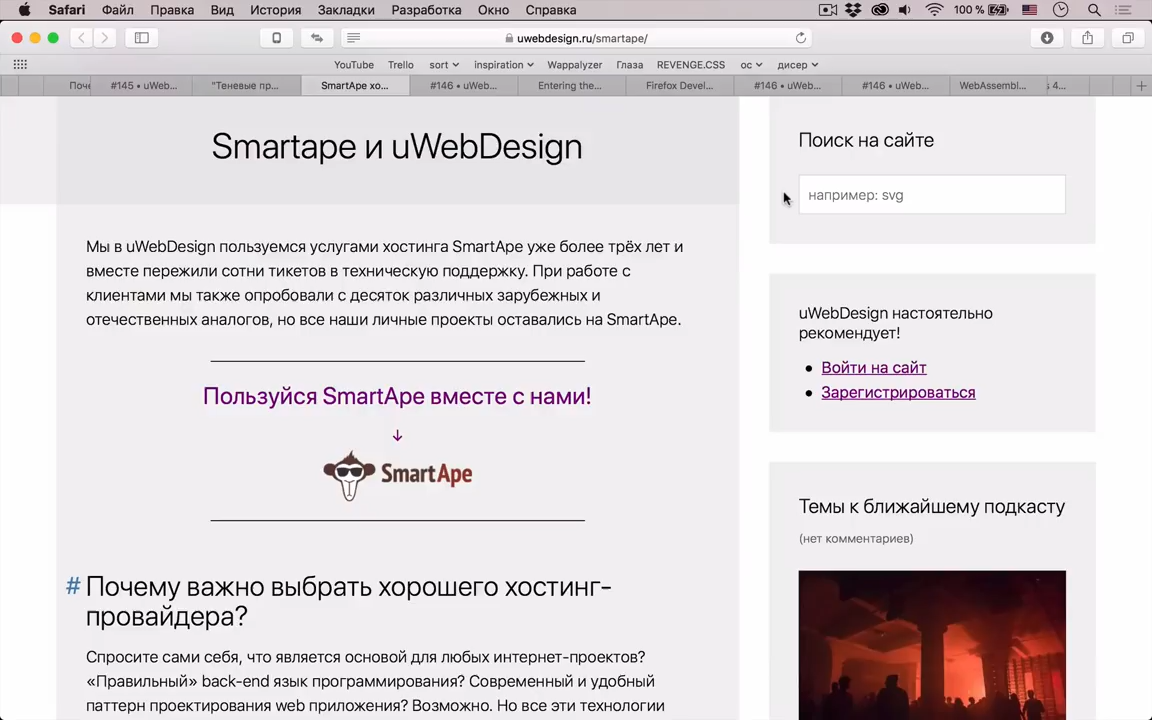 Safari Файл Правка Вид История Закладки Разработка Окно Справка 100 %
uwebdesign.ru/smartape/
YouTube Trello sort inspiration Wappalyzer Глаза REVENGE.CSS ос дисер
Поче #145 • uWeb... "Теневые пр... SmartApe хо... #146 • uWeb... Entering the... Firefox Devel... #146 • uWeb... #146 • uWeb... WebAssembl... s 4...
Smartape и uWebDesign
Мы в uWebDesign пользуемся услугами хостинга SmartApe уже более трёх лет и
вместе пережили сотни тикетов в техническую поддержку. При работе с
клиентами мы также опробовали с десяток различных зарубежных и
отечественных аналогов, но все наши личные проекты оставались на SmartApe.
Пользуйся SmartApe вместе с нами!
↓
SmartApe
# Почему важно выбрать хорошего хостинг-
провайдера?
Спросите сами себя, что является основой для любых интернет-проектов?
«Правильный» back-end язык программирования? Современный и удобный
паттерн проектирования web приложения? Возможно. Но все эти технологии
Поиск на сайте
например: svg
uWebDesign настоятельно
рекомендует!
• Войти на сайт
• Зарегистрироваться
Темы к ближайшему подкасту
(нет комментариев)